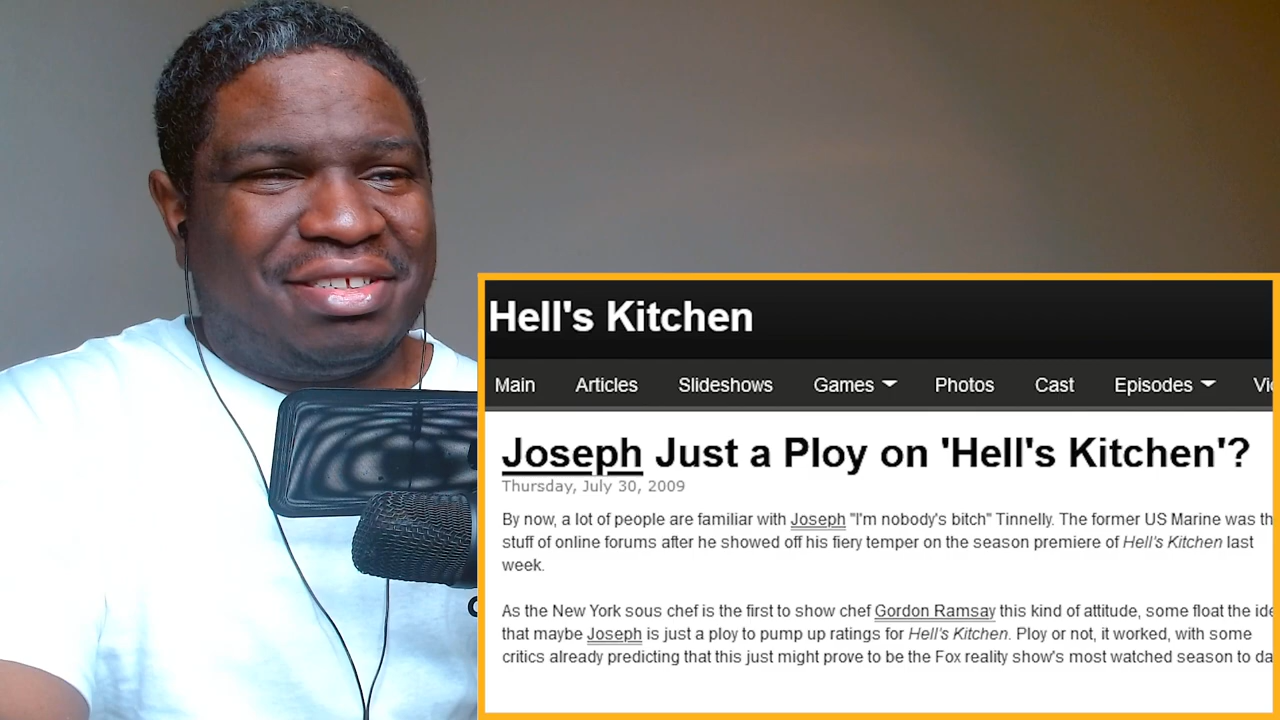 Hell's Kitchen
Main Articles Slideshows Games Photos Cast Episodes
Joseph Just a Ploy on 'Hell's Kitchen'?
Thursday, July 30, 2009
By now, a lot of people are familiar with Joseph "I'm nobody's bitch" Tinnelly. The former US Marine was th
stuff of online forums after he showed off his fiery temper on the season premiere of Hell's Kitchen last
week.
As the New York sous chef is the first to show chef Gordon Ramsay this kind of attitude, some float the ide
that maybe Joseph is just a ploy to pump up ratings for Hell's Kitchen. Ploy or not, it worked, with some
critics already predicting that this just might prove to be the Fox reality show's most watched season to da